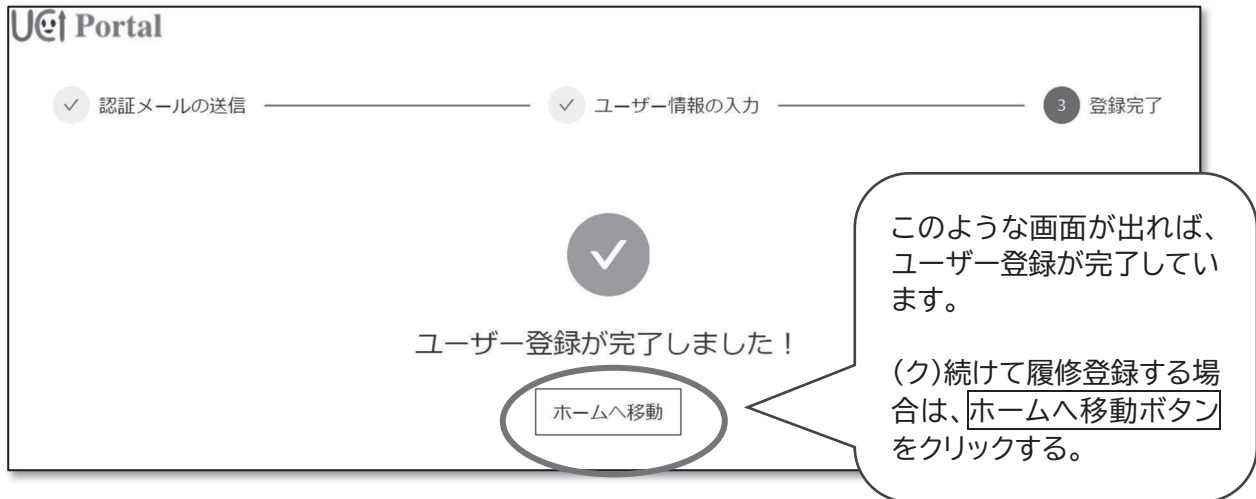 UCI Portal
認証メールの送信
ユーザー情報の入力
3 登録完了
ユーザー登録が完了しました！
ホームへ移動
このような画面が出れば、
ユーザー登録が完了してい
ます。
(ク)続けて履修登録する場
合は、ホームへ移動ボタン
をクリックする。